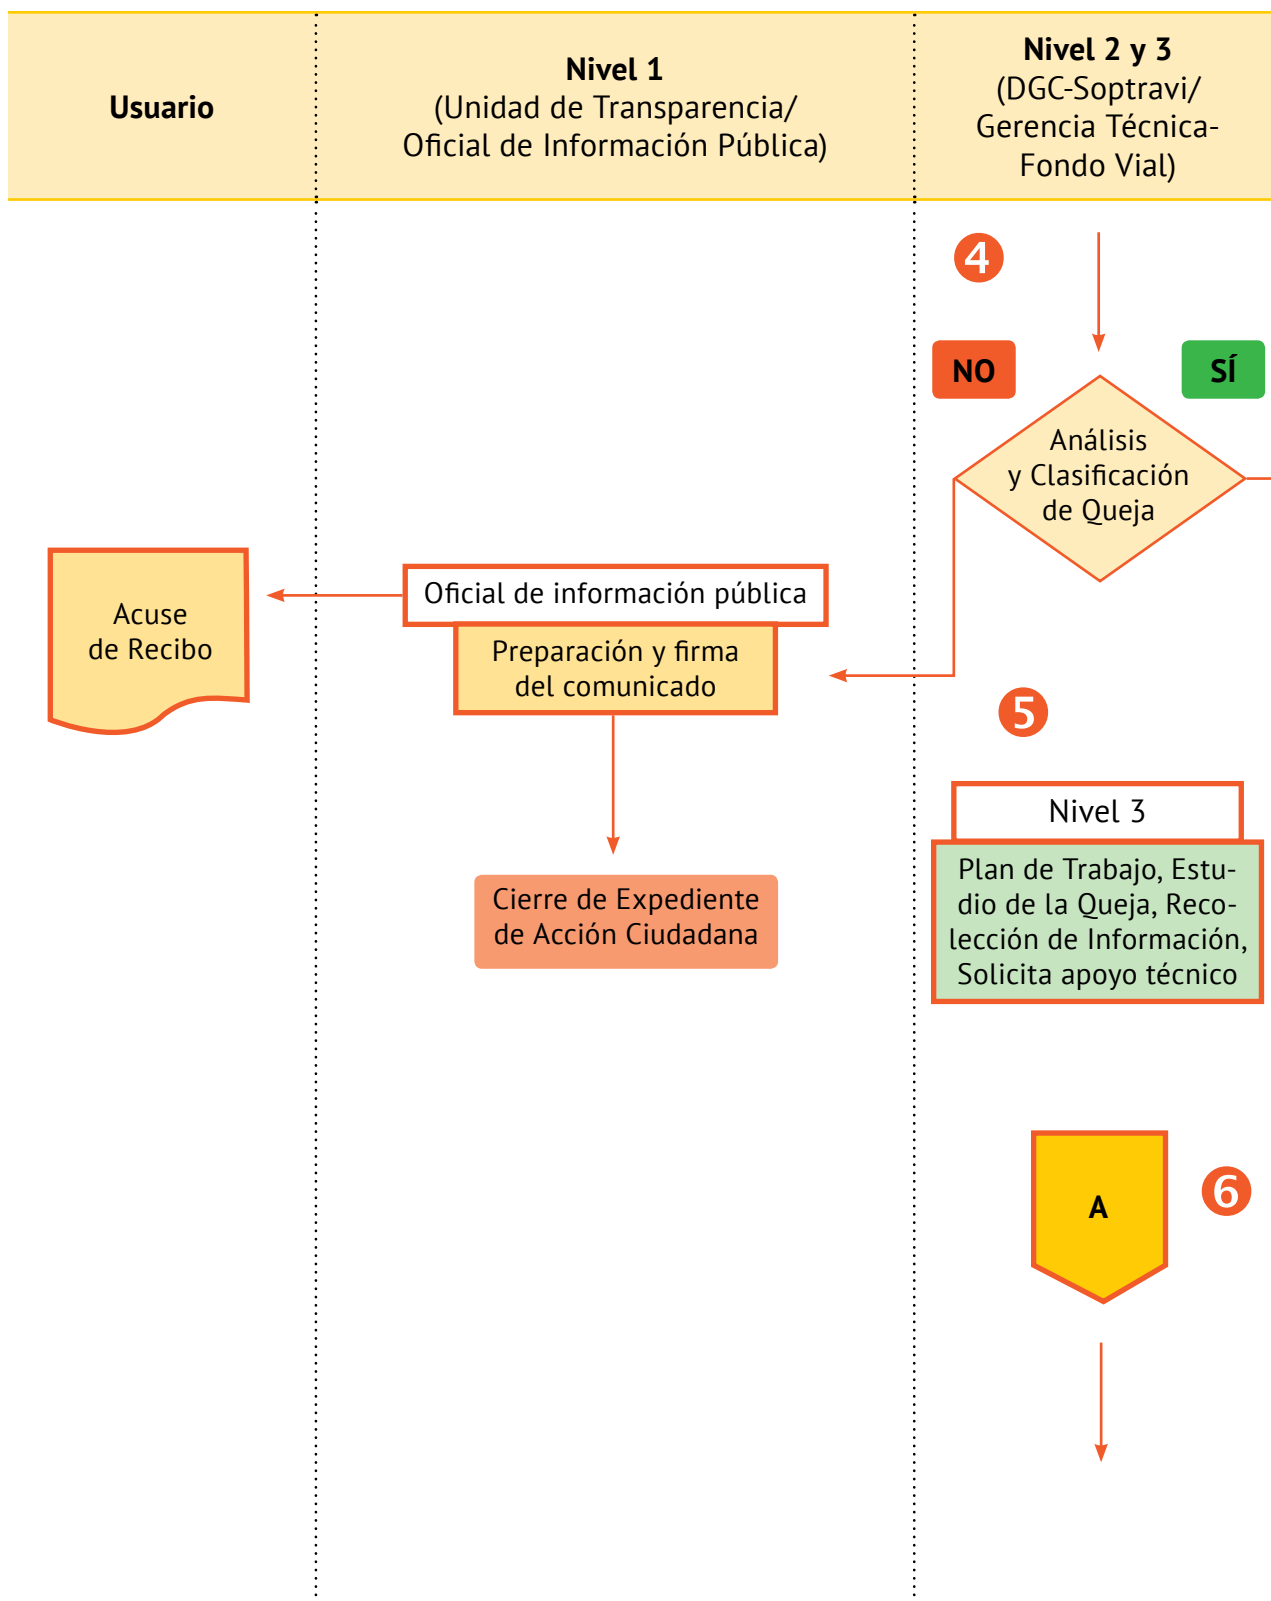 Usuario
Nivel 1
(Unidad de Transparencia/
Oficial de Información Pública)
Nivel 2 y 3
(DGC-Soptravi/
Gerencia Técnica-
Fondo Vial)
4
NO
SÍ
Análisis
y Clasificación
de Queja
Acuse
de Recibo
Oficial de información pública
Preparación y firma
del comunicado
Cierre de Expediente
de Acción Ciudadana
5
Nivel 3
Plan de Trabajo, Estu-
dio de la Queja, Reco-
lección de Información,
Solicita apoyo técnico
A
6